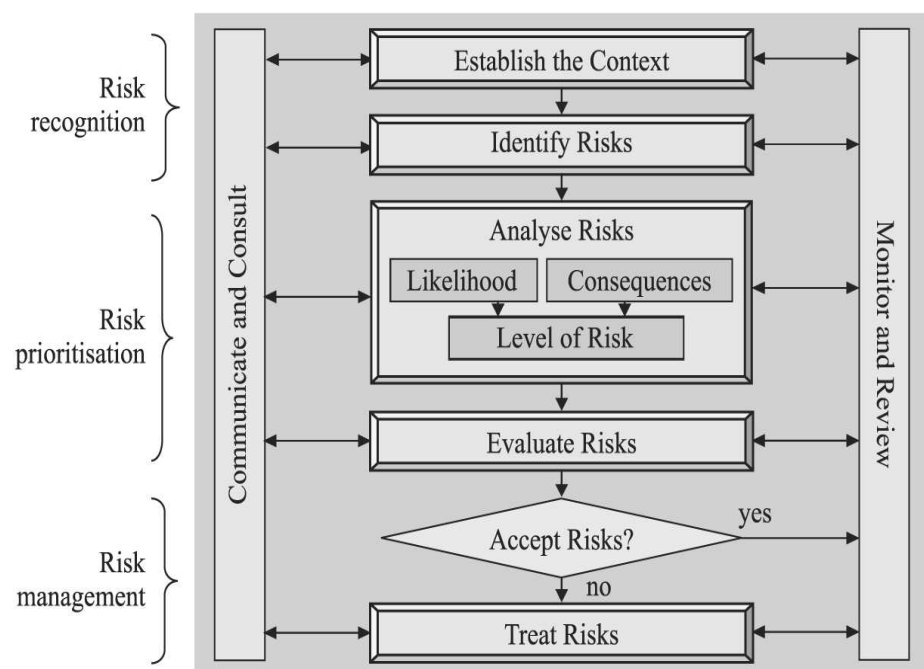 Risk
recognition
Risk
prioritisation
Risk
management
Communicate and Consult
Establish the Context
Identify Risks
Analyse Risks
Likelihood
Consequences
Level of Risk
Evaluate Risks
Accept Risks?
yes
no
Treat Risks
Monitor and Review